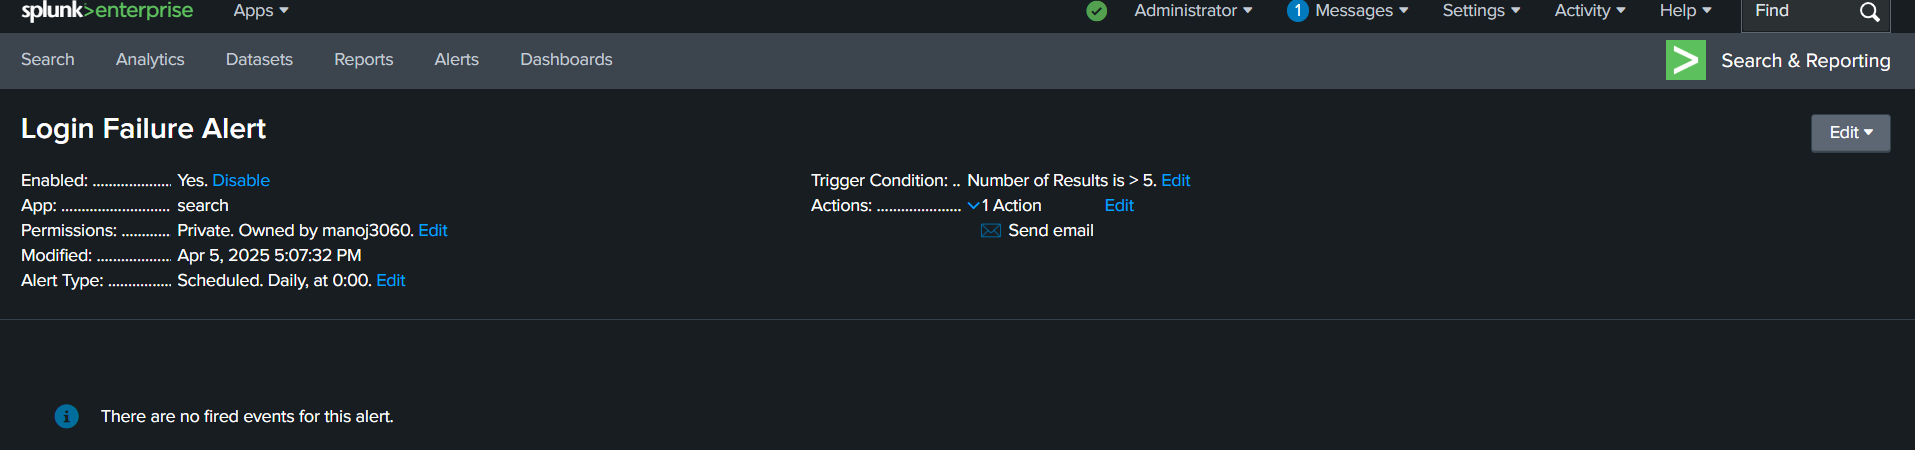 splunk>enterprise Apps Administrator 1 Messages Settings Activity Help Find
Search Analytics Datasets Reports Alerts Dashboards > Search & Reporting
Login Failure Alert
Edit
Enabled: ................... Yes. Disable
App: ........................... search
Permissions: ............ Private. Owned by manoj3060. Edit
Modified: .................. Apr 5, 2025 5:07:32 PM
Alert Type: ................ Scheduled. Daily, at 0:00. Edit
Trigger Condition: .. Number of Results is > 5. Edit
Actions: ..................... 1 Action Edit
Send email
There are no fired events for this alert.